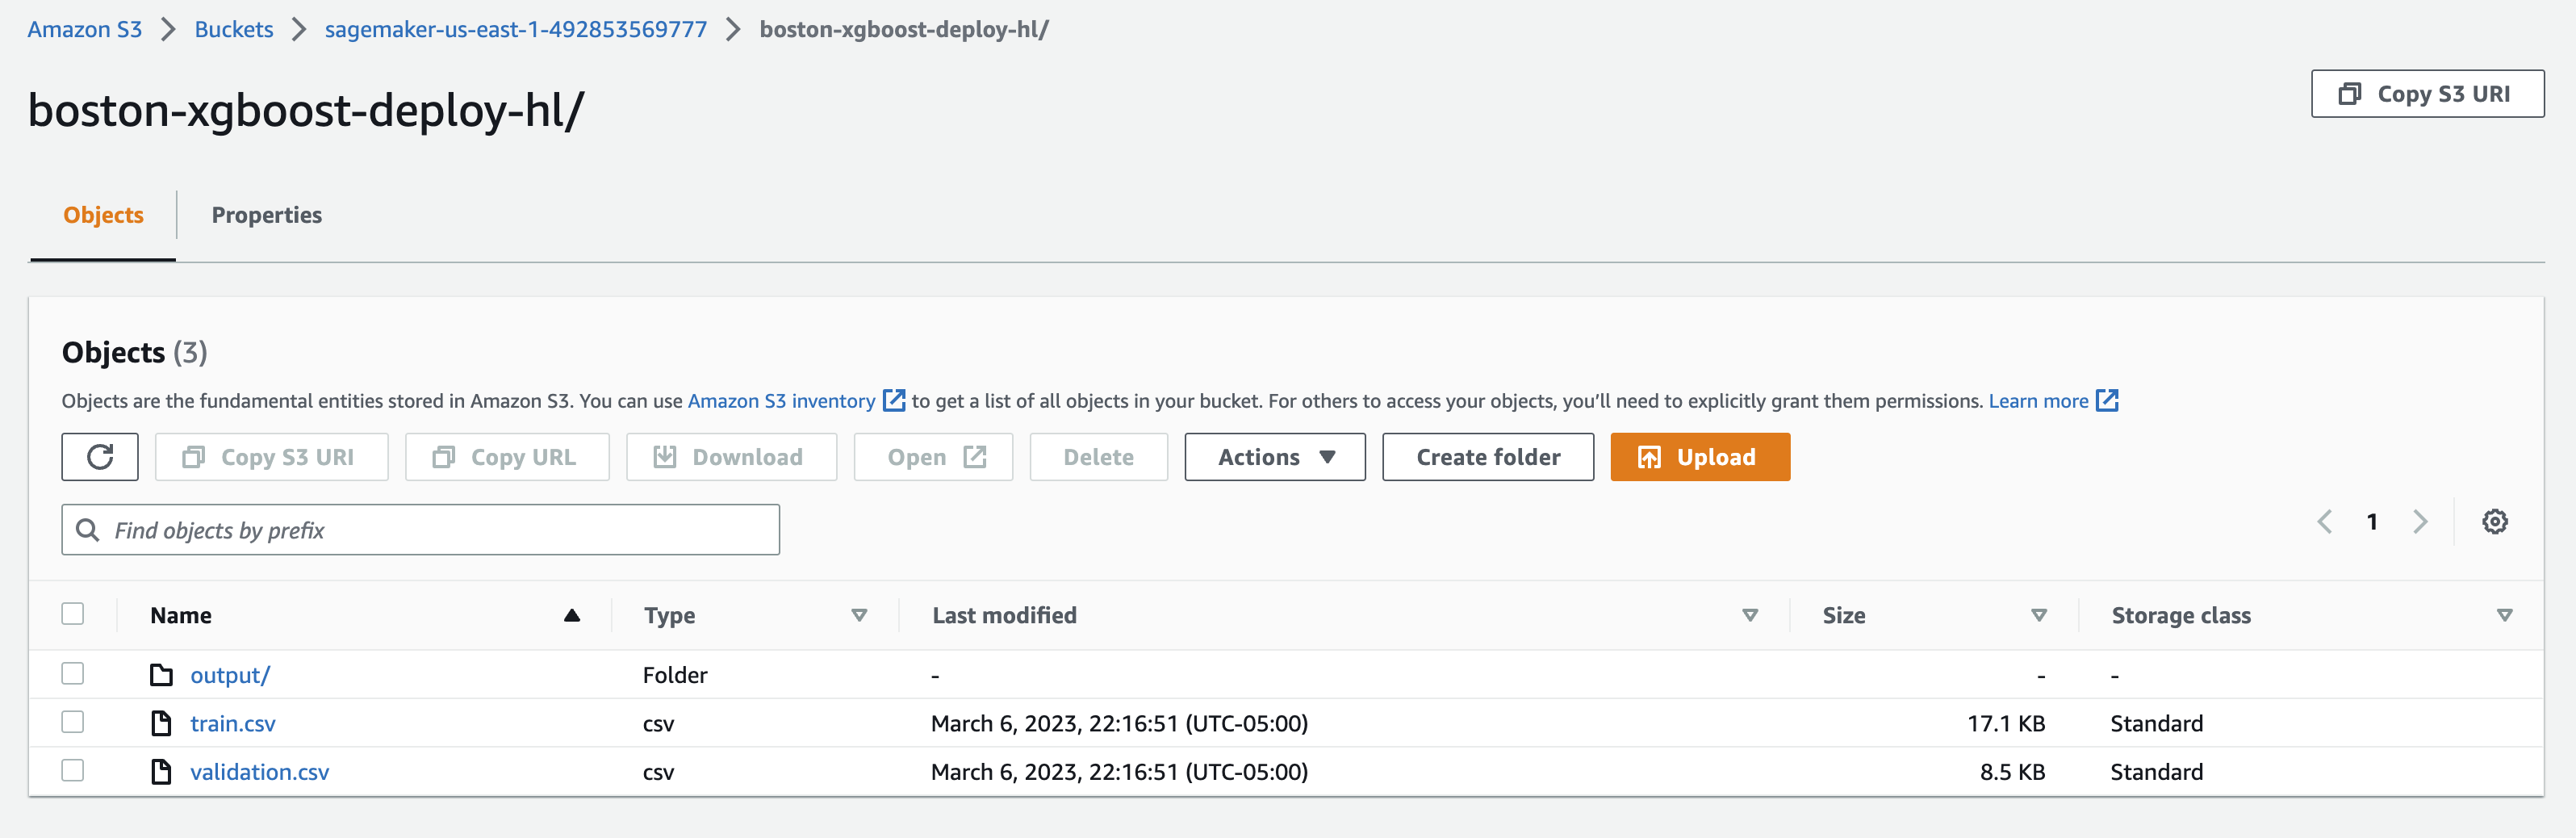 Amazon S3 > Buckets > sagemaker-us-east-1-492853569777 > boston-xgboost-deploy-hl/
boston-xgboost-deploy-hl/
Copy S3 URI
Objects Properties
Objects (3)
Objects are the fundamental entities stored in Amazon S3. You can use Amazon S3 inventory to get a list of all objects in your bucket. For others to access your objects, you’ll need to explicitly grant them permissions. Learn more
Copy S3 URI Copy URL Download Open Delete Actions Create folder Upload
Find objects by prefix
1
Name Type Last modified Size Storage class
output/ Folder - - -
train.csv csv March 6, 2023, 22:16:51 (UTC-05:00) 17.1 KB Standard
validation.csv csv March 6, 2023, 22:16:51 (UTC-05:00) 8.5 KB Standard